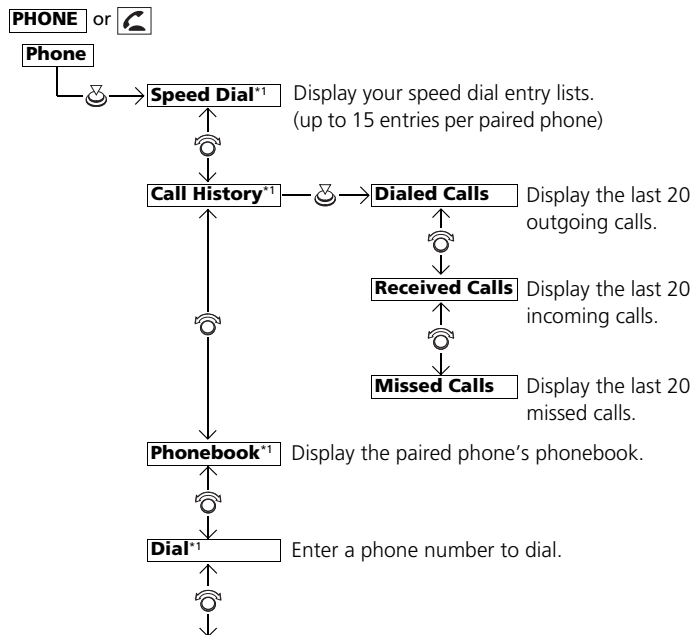 PHONE or
Phone
Speed Dial*1 Display your speed dial entry lists.
(up to 15 entries per paired phone)
Call History*1 Dialed Calls Display the last 20
outgoing calls.
Received Calls Display the last 20
incoming calls.
Missed Calls Display the last 20
missed calls.
Phonebook*1 Display the paired phone’s phonebook.
Dial*1 Enter a phone number to dial.